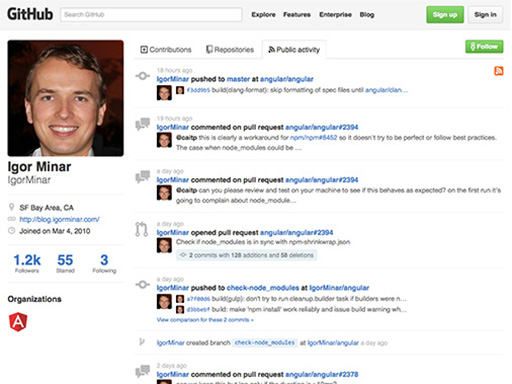 GitHub
Search GitHub
Explore Features Enterprise Blog
Sign up
Sign in
Contributions
Repositories
Public activity
Follow
Igor Minar
IgorMinar
SF Bay Area, CA
http://blog.igorminar.com/
Joined on Mar 4, 2010
1.2k 55 3
Followers Starred Following
Organizations
18 hours ago
IgorMinar pushed to master at angular/angular
build(clang-format): skip formatting of spec files until angular/clan…
19 hours ago
IgorMinar commented on pull request angular/angular#2394
@caitp this is clearly a workaround for npm/npm#8452 so it doesn't try to be perfect or follow best practices.
The case when node_modules could be …
a day ago
IgorMinar commented on pull request angular/angular#2394
@caitp can you please review and test on your machine to see if this behaves as expected? on the first run it's
going to complain about node_module…
a day ago
IgorMinar opened pull request angular/angular#2394
Check if node_modules is in sync with npm-shrinkwrap.json
2 commits with 128 additions and 58 deletions
a day ago
IgorMinar pushed to check-node_modules at IgorMinar/angular
build(gulp): don't try to run cleanup.builder task if builders were n…
build: make 'npm install' work reliably and issue build warning wh…
View comparison for these 2 commits »
IgorMinar created branch check-node_modules at IgorMinar/angular a day ago
2 days ago
IgorMinar commented on pull request angular/angular#2378